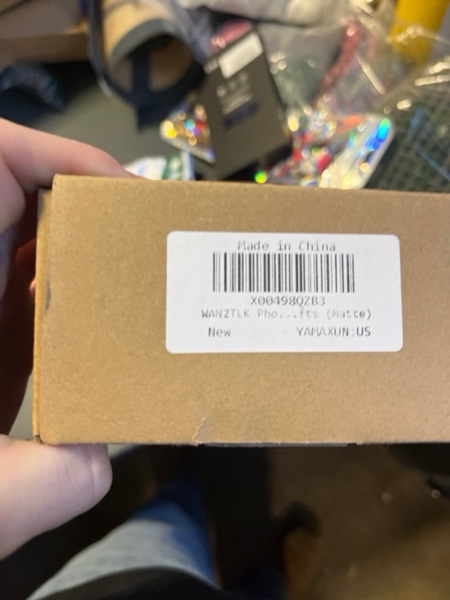 Made in China
X00498QZB3
WAN2TLK Pho...fts (Matte)
New YAMAXUN:US